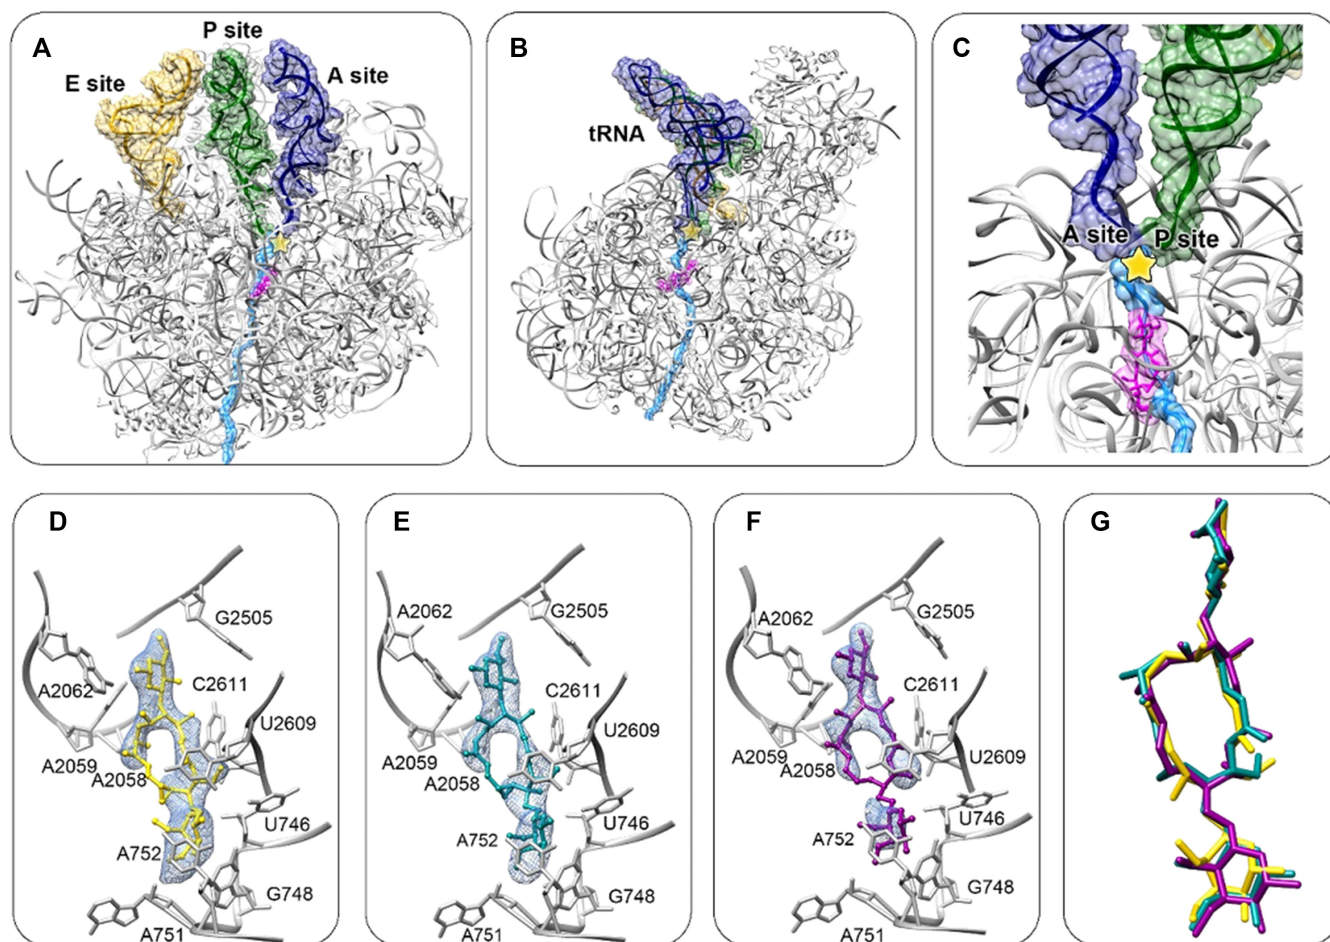 A
P site
E site
A site
B
tRNA
C
A site
P site
D
G2505
A2062
C2611
U2609
A2059
A2058
U746
A752
G748
A751
E
A2062
G2505
C2611
U2609
A2059
A2058
U746
A752
G748
A751
F
A2062
G2505
C2611
U2609
A2059
A2058
U746
A752
G748
A751
G